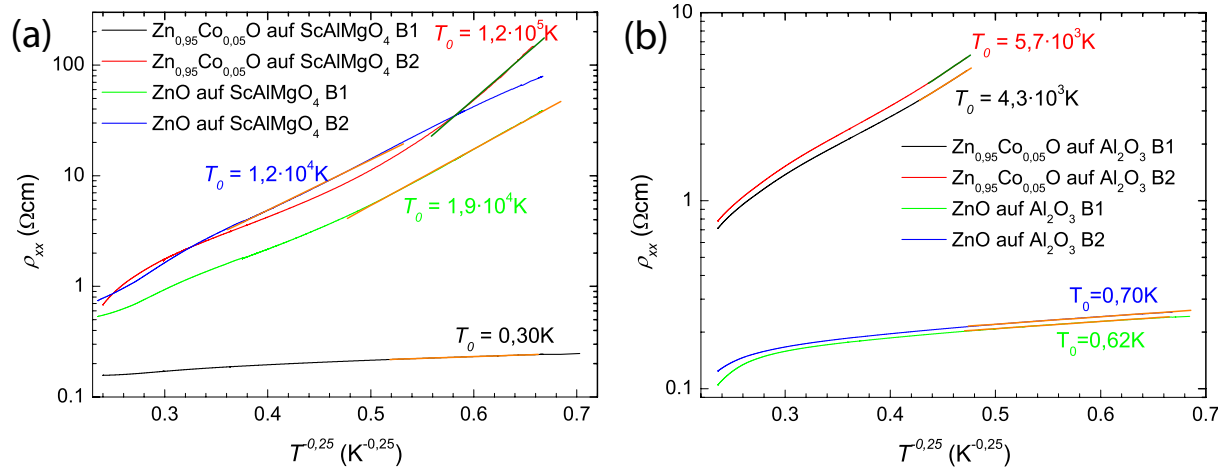 (a)
Zn0,95Co0,05O auf ScAlMgO4 B1
Zn0,95Co0,05O auf ScAlMgO4 B2
ZnO auf ScAlMgO4 B1
ZnO auf ScAlMgO4 B2
T0 = 1,2·10^5K
T0 = 1,2·10^4K
T0 = 1,9·10^4K
T0 = 0,30K
100
10
1
0.1
ρxx (Ωcm)
0.3 0.4 0.5 0.6 0.7
T^-0,25 (K^-0,25)
(b)
T0 = 5,7·10^3K
T0 = 4,3·10^3K
Zn0,95Co0,05O auf Al2O3 B1
Zn0,95Co0,05O auf Al2O3 B2
ZnO auf Al2O3 B1
ZnO auf Al2O3 B2
T0=0,70K
T0=0,62K
10
1
0.1
ρxx (Ωcm)
0.3 0.4 0.5 0.6 0.7
T^-0,25 (K^-0,25)